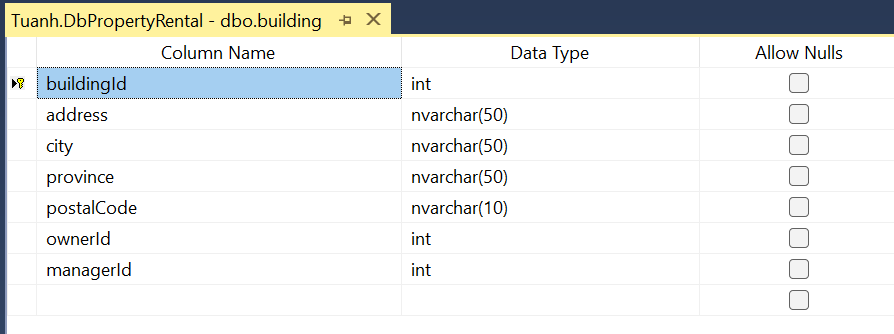 Tuanh.DbPropertyRental - dbo.building
Column Name Data Type Allow Nulls
buildingId int
address nvarchar(50)
city nvarchar(50)
province nvarchar(50)
postalCode nvarchar(10)
ownerId int
managerId int